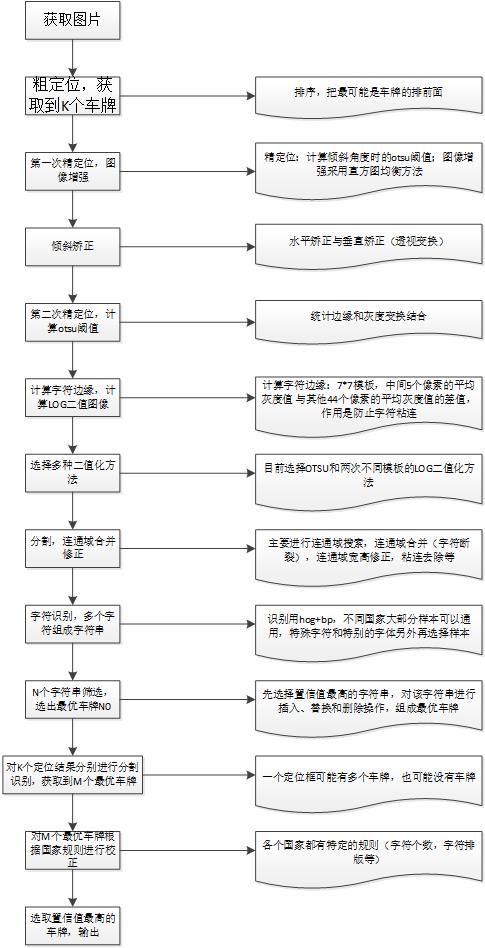 获取图片
粗定位，获
取到K个车牌
排序，把最可能是车牌的排前面
第一次精定位，图
像增强
精定位：计算倾斜角度时的otsu阈值；图像增
强采用直方图均衡方法
倾斜矫正
水平矫正与垂直矫正（透视变换）
第二次精定位，计
算otsu阈值
统计边缘和灰度变换结合
计算字符边缘，计
算LOG二值图像
计算字符边缘：7*7模板，中间5个像素的平均
灰度值 与其他44个像素的平均灰度值的差值，
作用是防止字符粘连
选择多种二值化方
法
目前选择OTSU和两次不同模板的LOG二值化方
法
分割，连通域合并
修正
主要进行连通域搜索，连通域合并（字符断
裂），连通域宽高修正，粘连去除等
字符识别，多个字
符组成字符串
识别用hog+bp，不同国家大部分样本可以通
用，特殊字符和特别的字体另外再选择样本
N个字符串筛选，
选出最优车牌NO
先选择置信值最高的字符串，对该字符串进行
插入、替换和删除操作，组成最优车牌
对K个定位结果分别进行分割
识别，获取到M个最优车牌
一个定位框可能有多个车牌，也可能没有车牌
对M个最优车牌根
据国家规则进行校
正
各个国家都有特定的规则（字符个数，字符排
版等）
选取置信值最高的
车牌，输出